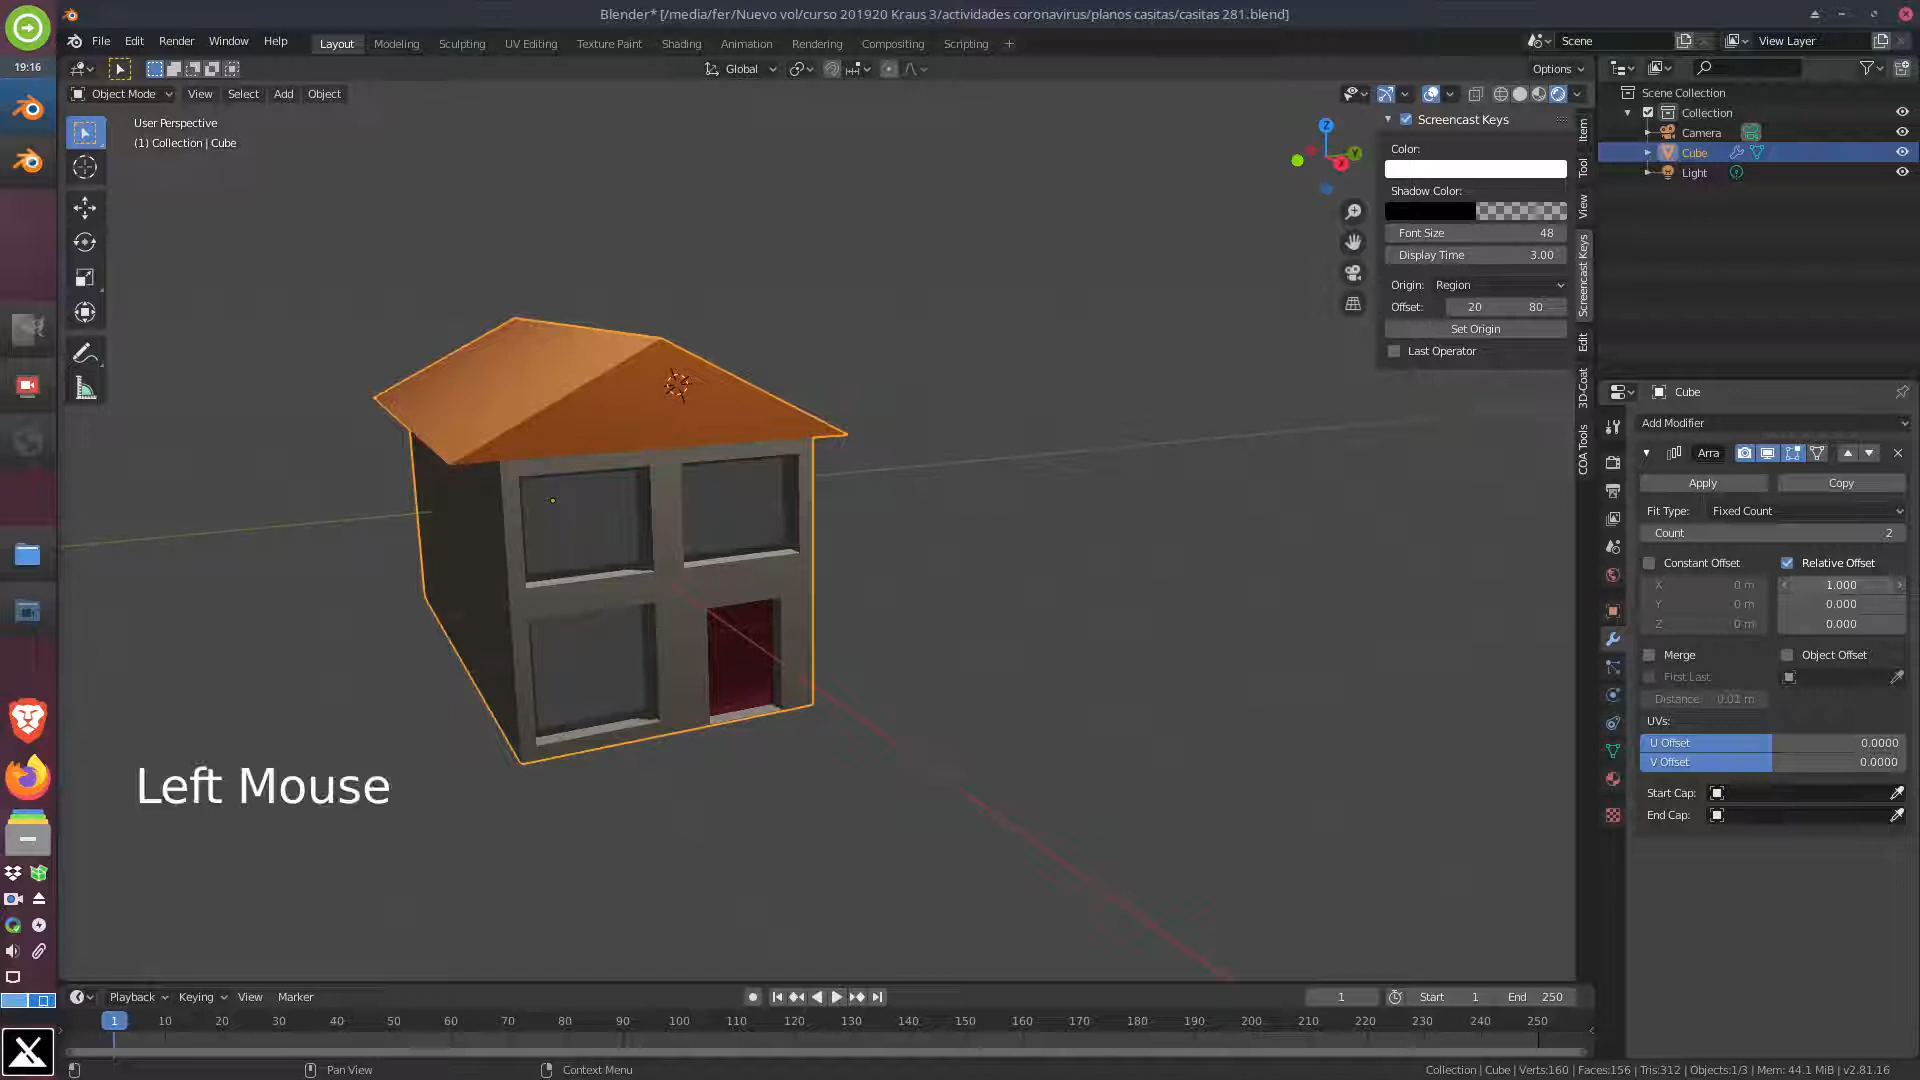 Blender* [/media/fer/Nuevo vol/curso 201920 Kraus 3/actividades coronavirus/planos casitas/casitas 281.blend]
File Edit Render Window Help
Layout Modeling Sculpting UV Editing Texture Paint Shading Animation Rendering Compositing Scripting +
Scene View Layer
19:16
Global Options
Object Mode View Select Add Object
User Perspective
(1) Collection | Cube
Z
Y
X
Screencast Keys
Color:
Shadow Color:
Font Size 48
Display Time 3.00
Origin: Region
Offset: 20 80
Set Origin
Last Operator
Item
Tool
View
Screencast Keys
Edit
3D-Coat
COA Tools
Scene Collection
Collection
Camera
Cube
Light
Cube
Add Modifier
Arra
Apply Copy
Fit Type: Fixed Count
Count 2
Constant Offset Relative Offset
X 0 m 1.000
Y 0 m 0.000
Z 0 m 0.000
Merge Object Offset
First Last
Distance 0.01 m
UVs:
U Offset 0.0000
V Offset 0.0000
Start Cap:
End Cap:
Left Mouse
Playback Keying View Marker
1 Start 1 End 250
1 10 20 30 40 50 60 70 80 90 100 110 120 130 140 150 160 170 180 190 200 210 220 230 240 250
Pan View Context Menu
Collection | Cube | Verts:160 | Faces:156 | Tris:312 | Objects:1/3 | Mem: 44.1 MiB | v2.81.16